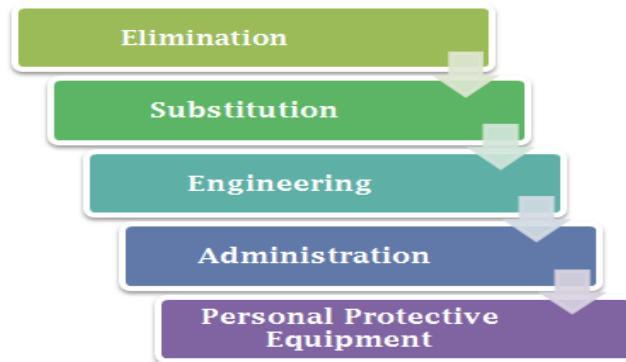 Elimination
Substitution
Engineering
Administration
Personal Protective
Equipment